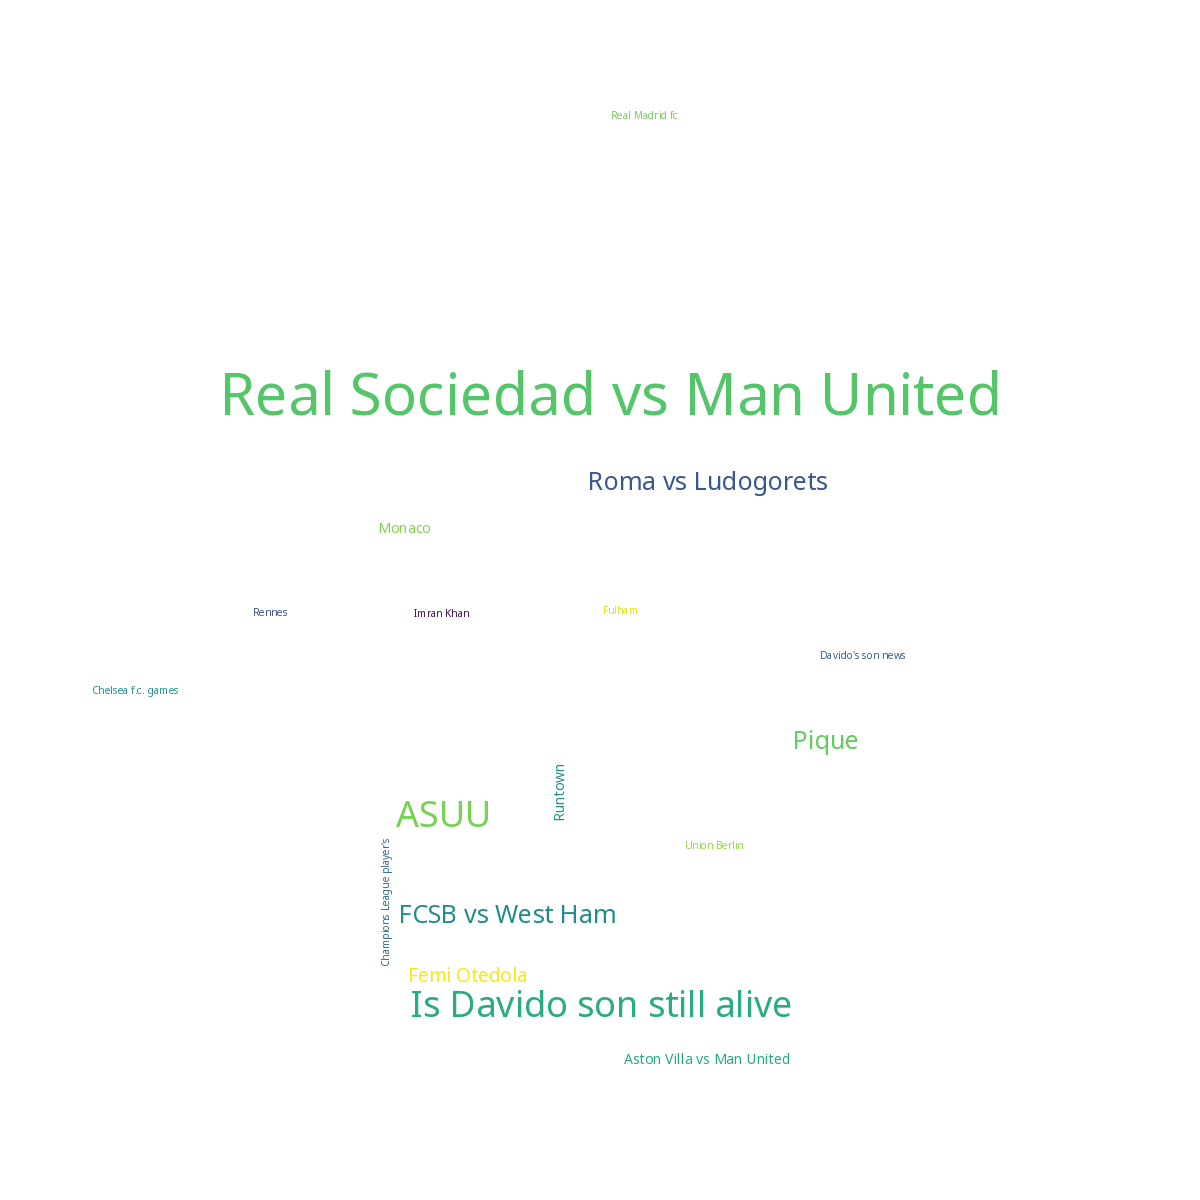 Real Madrid fc
Real Sociedad vs Man United
Roma vs Ludogorets
Monaco
Rennes
Imran Khan
Fulham
Davido's son news
Chelsea f.c. games
Pique
Runtown
ASUU
Union Berlin
Champions League player's
FCSB vs West Ham
Femi Otedola
Is Davido son still alive
Aston Villa vs Man United